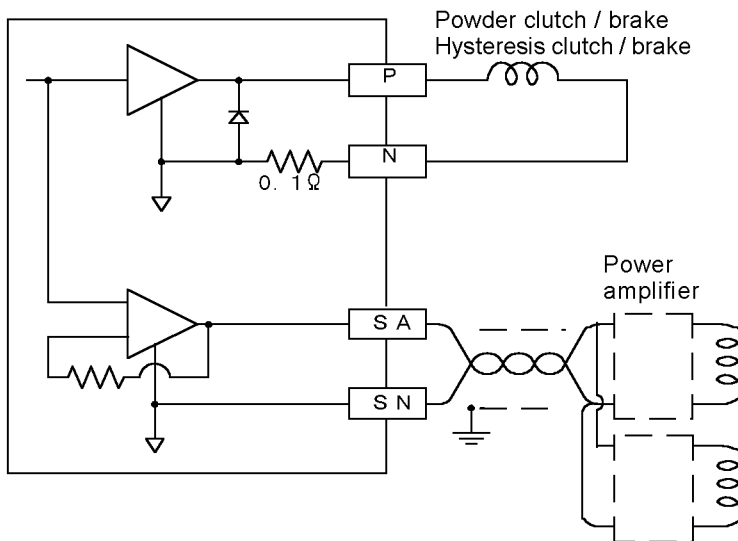 Powder clutch / brake
Hysteresis clutch / brake
P
N
0. 1Ω
Power
amplifier
S A
S N